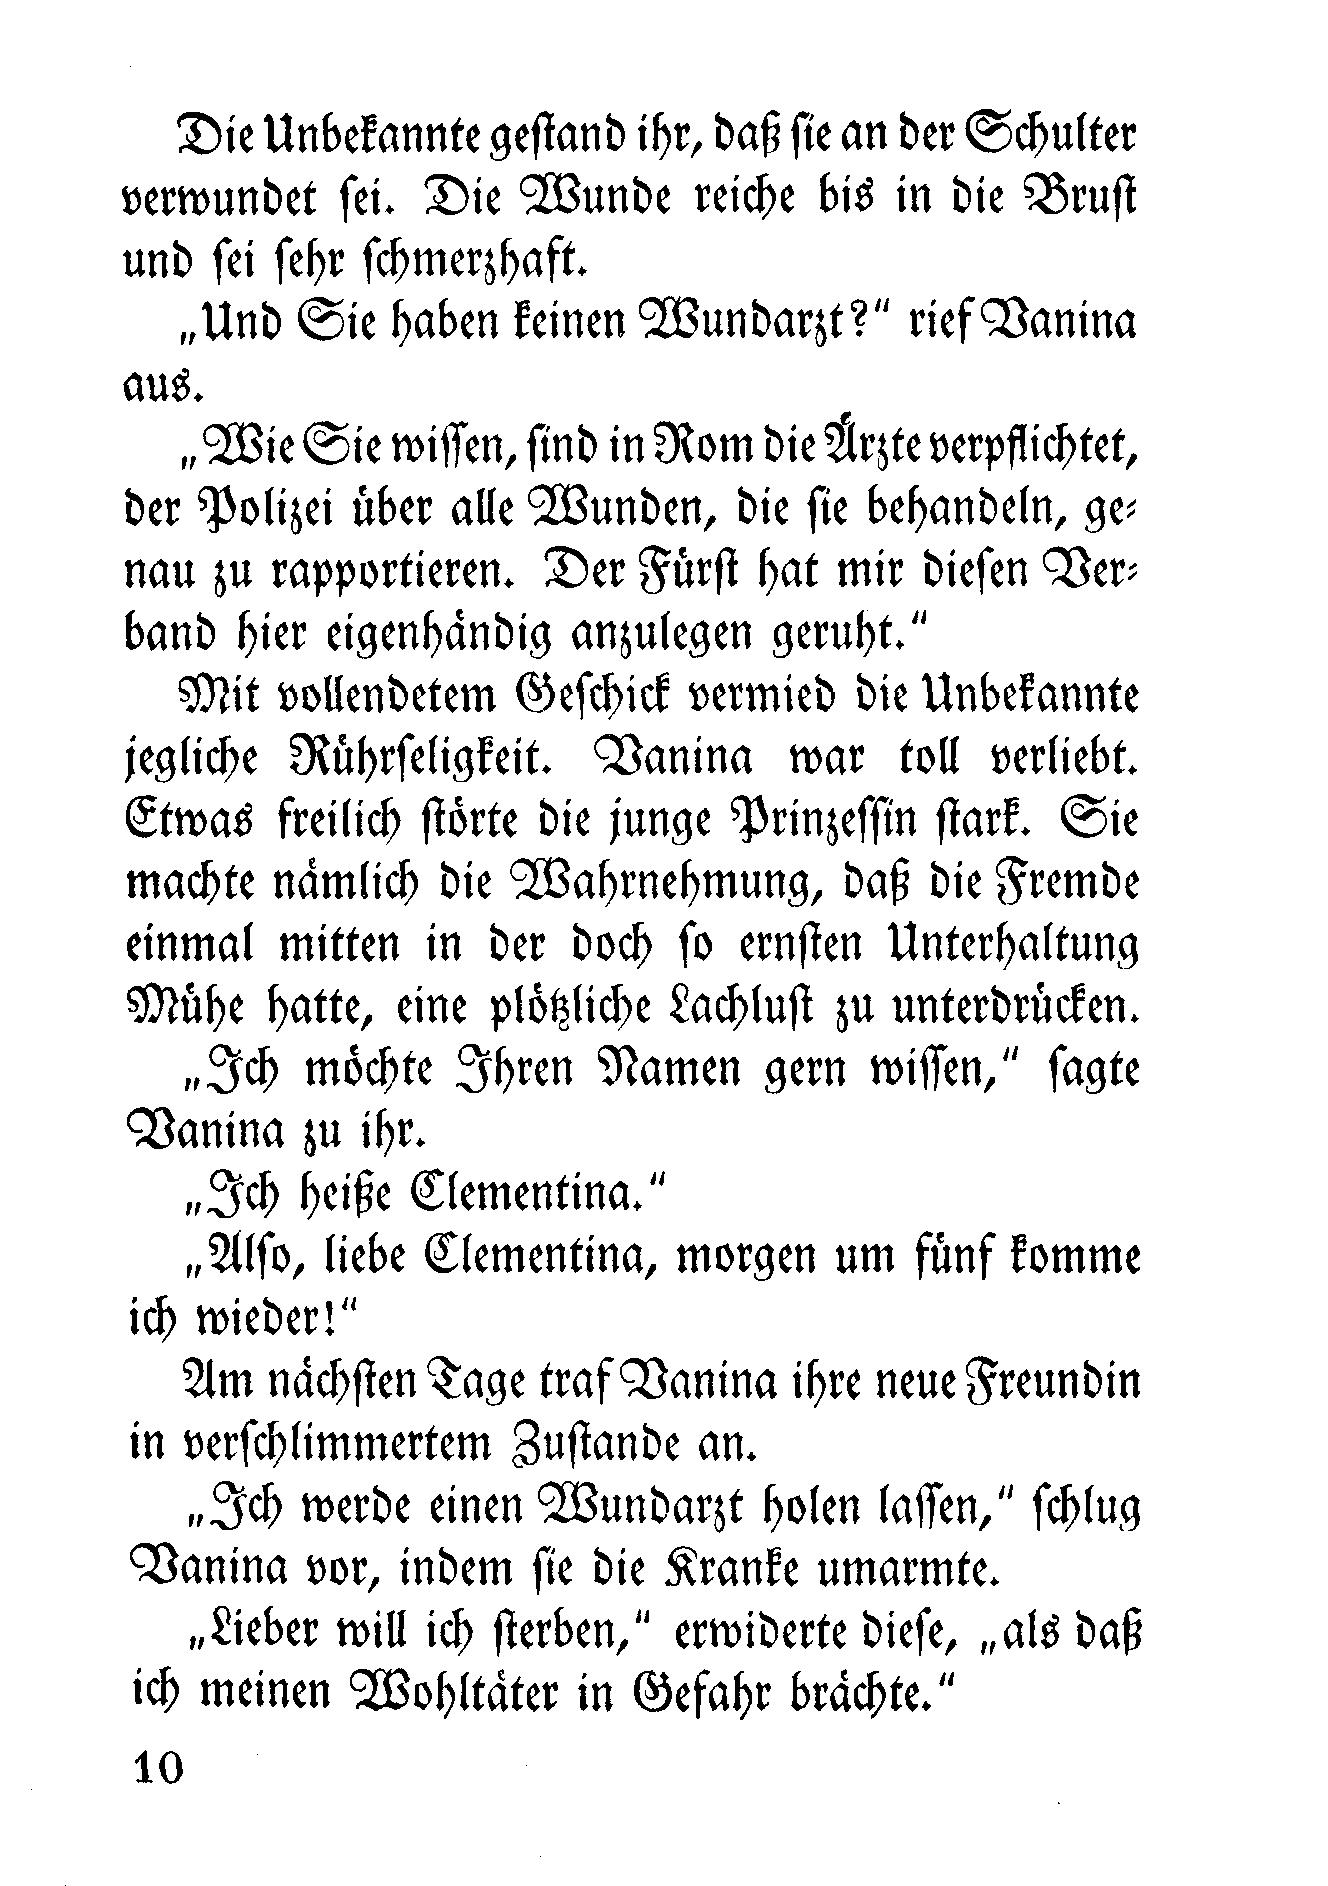 Die Unbekannte gestand ihr, daß sie an der Schulter
verwundet sei. Die Wunde reiche bis in die Brust
und sei sehr schmerzhaft.
„Und Sie haben keinen Wundarzt?“ rief Vanina
aus.
„Wie Sie wissen, sind in Rom die Ärzte verpflichtet,
der Polizei über alle Wunden, die sie behandeln, ge-
nau zu rapportieren. Der Fürst hat mir diesen Ver-
band hier eigenhändig anzulegen geruht.“
Mit vollendetem Geschick vermied die Unbekannte
jegliche Rührseligkeit. Vanina war toll verliebt.
Etwas freilich störte die junge Prinzessin stark. Sie
machte nämlich die Wahrnehmung, daß die Fremde
einmal mitten in der doch so ernsten Unterhaltung
Mühe hatte, eine plötzliche Lachlust zu unterdrücken.
„Ich möchte Ihren Namen gern wissen,“ sagte
Vanina zu ihr.
„Ich heiße Clementina.“
„Also, liebe Clementina, morgen um fünf komme
ich wieder!“
Am nächsten Tage traf Vanina ihre neue Freundin
in verschlimmertem Zustande an.
„Ich werde einen Wundarzt holen lassen,“ schlug
Vanina vor, indem sie die Kranke umarmte.
„Lieber will ich sterben,“ erwiderte diese, „als daß
ich meinen Wohltäter in Gefahr brächte.“
10